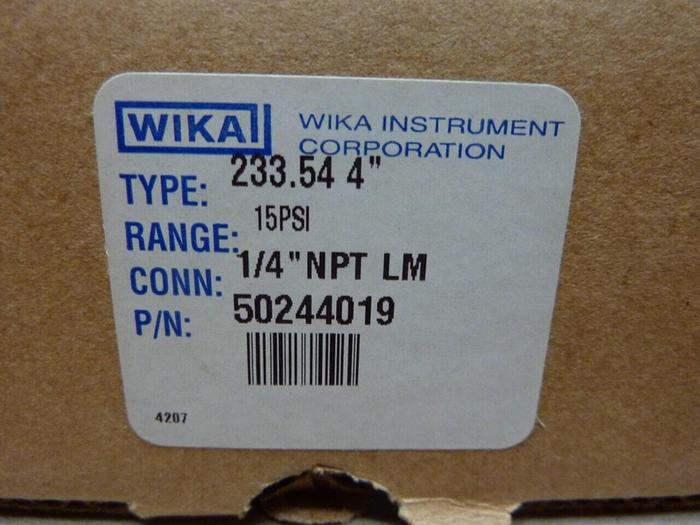 WIKA WIKA INSTRUMENT
CORPORATION
TYPE: 233.54 4"
RANGE: 15PSI
CONN: 1/4" NPT LM
P/N: 50244019
4207